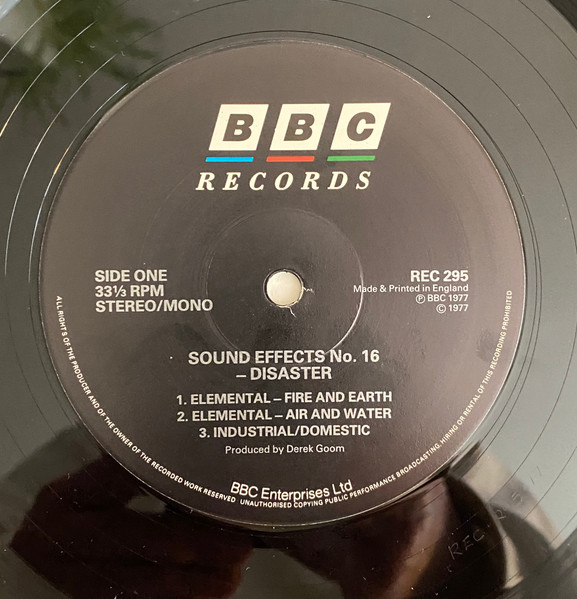 BBC
RECORDS
SIDE ONE
33⅓ RPM
STEREO/MONO
REC 295
Made & Printed in England
Ⓟ BBC 1977
© 1977
SOUND EFFECTS No. 16
– DISASTER
1. ELEMENTAL – FIRE AND EARTH
2. ELEMENTAL – AIR AND WATER
3. INDUSTRIAL/DOMESTIC
Produced by Derek Goom
BBC Enterprises Ltd
ALL RIGHTS OF THE PRODUCER AND OF THE OWNER OF THE RECORDED WORK RESERVED UNAUTHORISED COPYING PUBLIC PERFORMANCE BROADCASTING, HIRING OR RENTAL OF THIS RECORDING PROHIBITED
REC